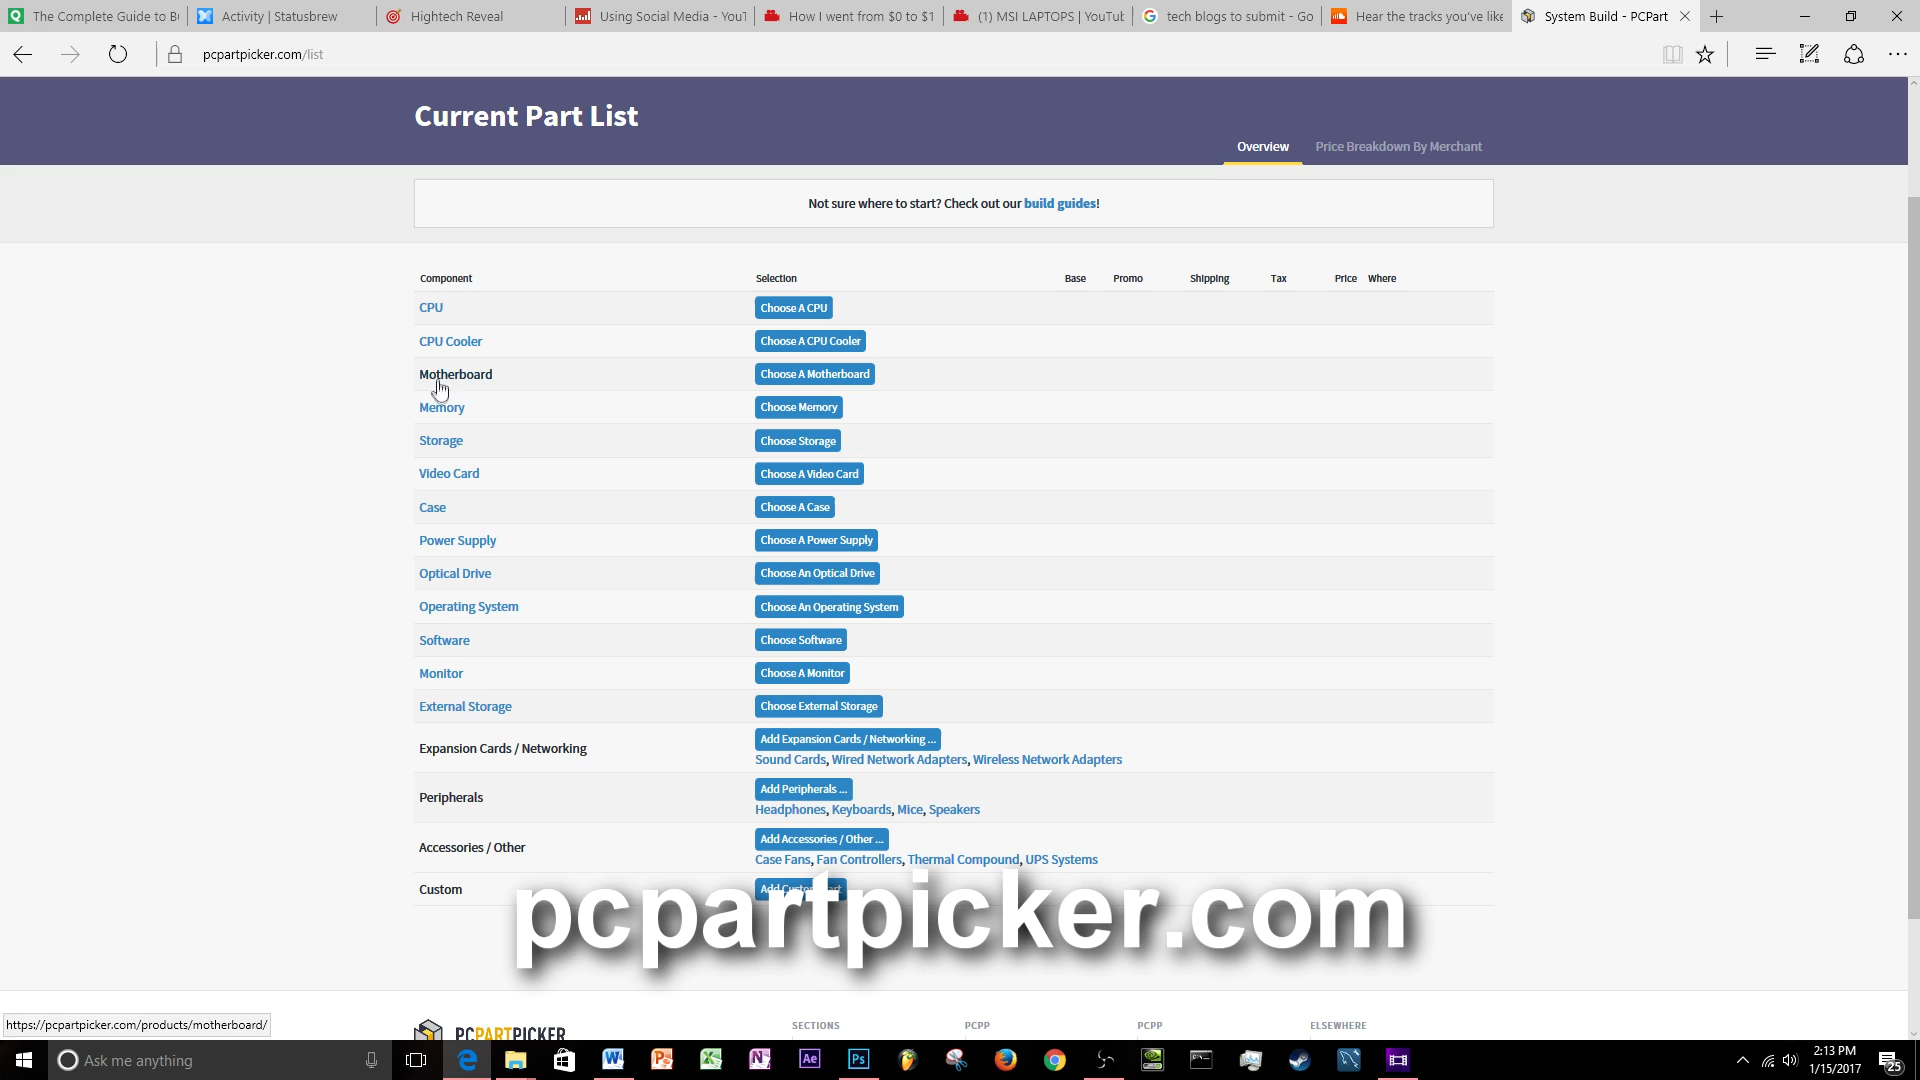 The Complete Guide to B
Activity | Statusbrew
Hightech Reveal
Using Social Media - YouT
How I went from $0 to $1
(1) MSI LAPTOPS | YouTub
tech blogs to submit - Go
Hear the tracks you've like
System Build - PCPart
pcpartpicker.com/list
Current Part List
Overview
Price Breakdown By Merchant
Not sure where to start? Check out our build guides!
Component Selection Base Promo Shipping Tax Price Where
CPU Choose A CPU
CPU Cooler Choose A CPU Cooler
Motherboard Choose A Motherboard
Memory Choose Memory
Storage Choose Storage
Video Card Choose A Video Card
Case Choose A Case
Power Supply Choose A Power Supply
Optical Drive Choose An Optical Drive
Operating System Choose An Operating System
Software Choose Software
Monitor Choose A Monitor
External Storage Choose External Storage
Expansion Cards / Networking Add Expansion Cards / Networking ...
Sound Cards, Wired Network Adapters, Wireless Network Adapters
Peripherals Add Peripherals ...
Headphones, Keyboards, Mice, Speakers
Accessories / Other Add Accessories / Other ...
Case Fans, Fan Controllers, Thermal Compound, UPS Systems
Custom Add Custom Part
pcpartpicker.com
https://pcpartpicker.com/products/motherboard/
PCPARTPICKER
SECTIONS PCPP PCPP ELSEWHERE
Ask me anything
Ae
Ps
2:13 PM
1/15/2017
25